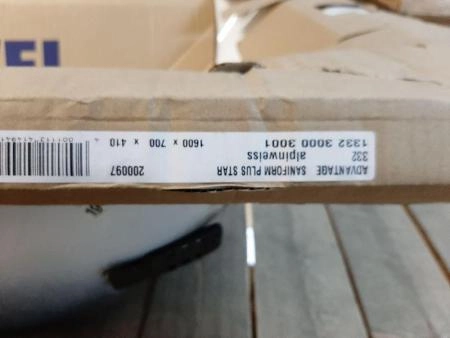 ADVANTAGE SANIFORM PLUS STAR 200097
332 alpinweiss
1332 3000 3001 1600 x 700 x 410